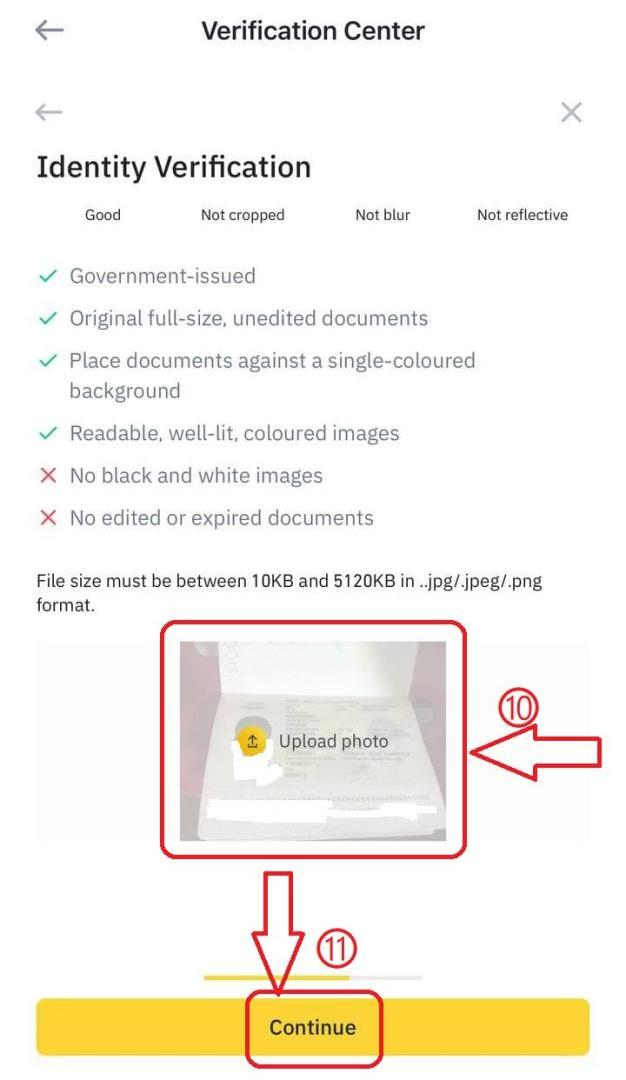 Verification Center
Identity Verification
Good Not cropped Not blur Not reflective
Government-issued
Original full-size, unedited documents
Place documents against a single-coloured
background
Readable, well-lit, coloured images
No black and white images
No edited or expired documents
File size must be between 10KB and 5120KB in ..jpg/.jpeg/.png
format.
⑩
Upload photo
⑪
Continue